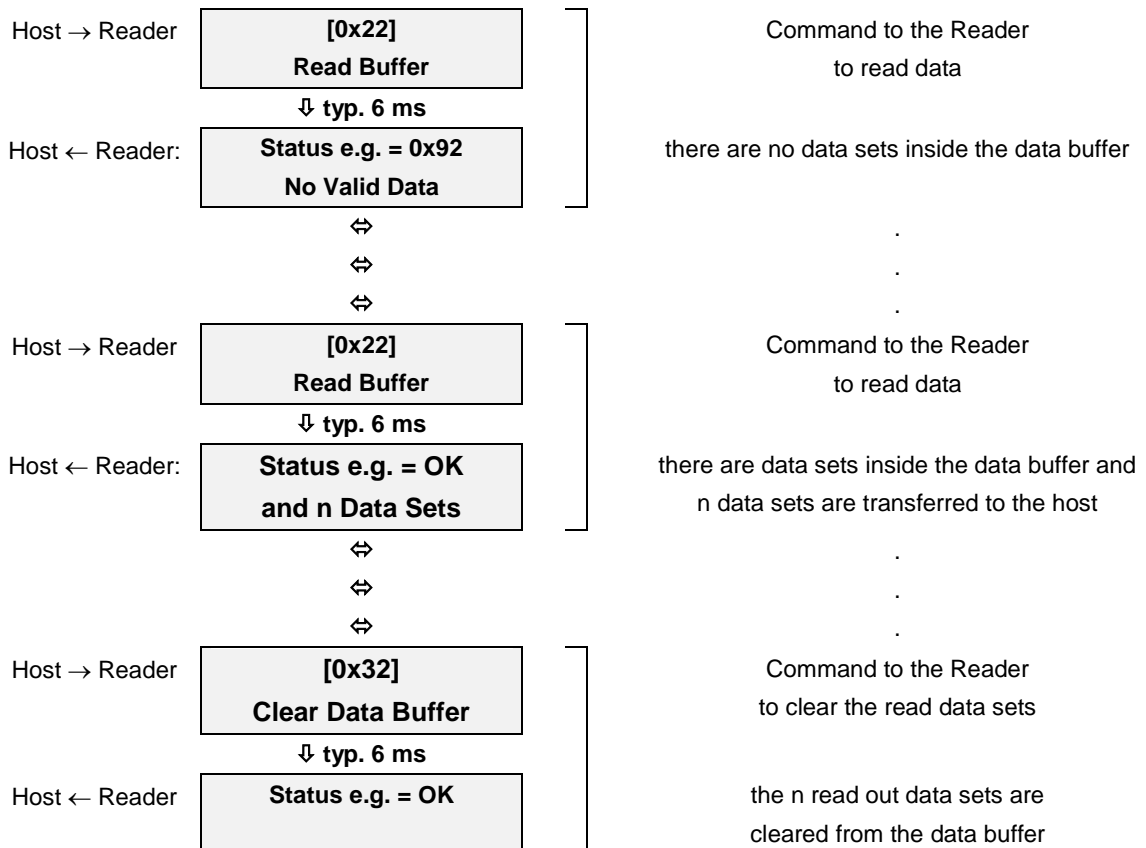 Host → Reader [0x22] Command to the Reader
Read Buffer to read data
⇩ typ. 6 ms
Host ← Reader: Status e.g. = 0x92 there are no data sets inside the data buffer
No Valid Data
⇔ .
⇔ .
⇔ .
Host → Reader [0x22] Command to the Reader
Read Buffer to read data
⇩ typ. 6 ms
Host ← Reader: Status e.g. = OK there are data sets inside the data buffer and
and n Data Sets n data sets are transferred to the host
⇔ .
⇔ .
⇔ .
Host → Reader [0x32] Command to the Reader
Clear Data Buffer to clear the read data sets
⇩ typ. 6 ms
Host ← Reader Status e.g. = OK the n read out data sets are
cleared from the data buffer